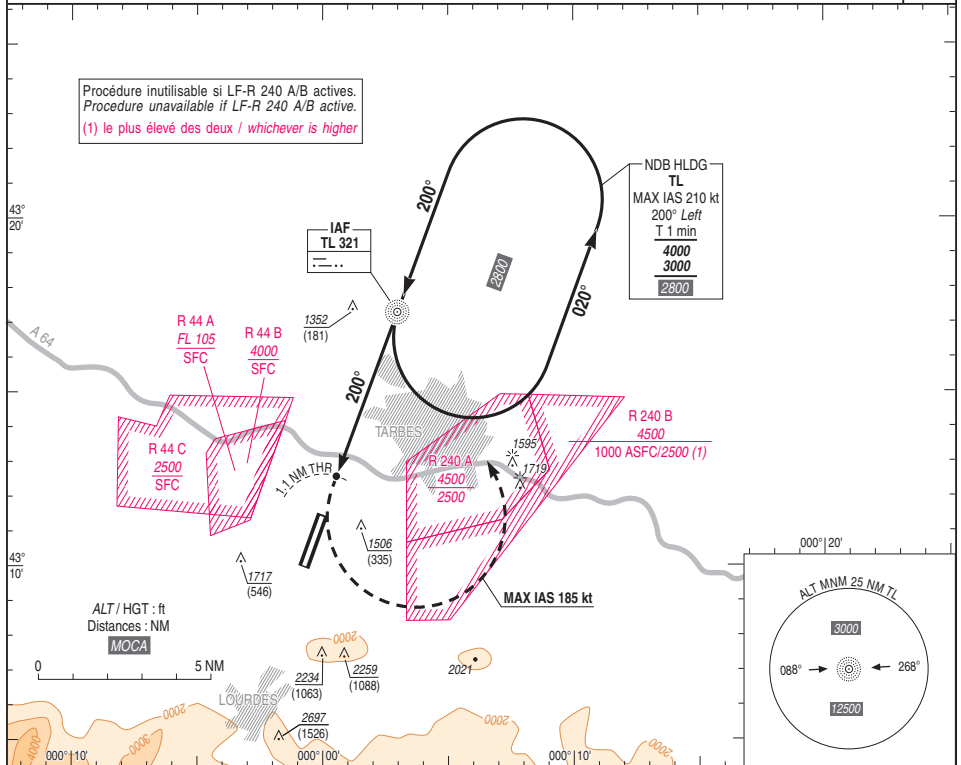 Procédure inutilisable si LF-R 240 A/B actives.
Procedure unavailable if LF-R 240 A/B active.
(1) le plus élevé des deux / whichever is higher
NDB HLDG
TL
MAX IAS 210 kt
200° Left
T 1 min
4000
3000
2800
200°
2800
020°
43°
20'
IAF
TL 321
1352
(181)
A 64
R 44 A
FL 105
SFC
R 44 B
4000
SFC
200°
TARBES
R 240 B
4500
1000 ASFC/2500 (1)
R 44 C
2500
SFC
R 240 A
4500
2500
1595
1719
1.1 NM THR
1506
(335)
43°
10'
1717
(546)
MAX IAS 185 kt
ALT / HGT : ft
Distances : NM
MOCA
0
5 NM
2000
2234
(1063)
2259
(1088)
2021
LOURDES
2697
(1526)
2000
2000
2000
3000
4000
000°10'
000°00'
000°10'
000°20'
ALT MNM 25 NM TL
3000
088°
268°
12500